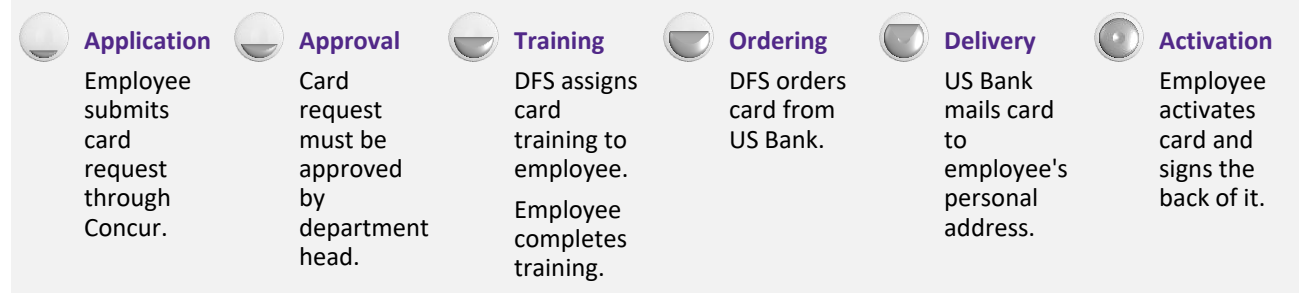 Application
Employee
submits
card
request
through
Concur.
Approval
Card
request
must be
approved
by
department
head.
Training
DFS assigns
card
training to
employee.
Employee
completes
training.
Ordering
DFS orders
card from
US Bank.
Delivery
US Bank
mails card
to
employee's
personal
address.
Activation
Employee
activates
card and
signs the
back of it.